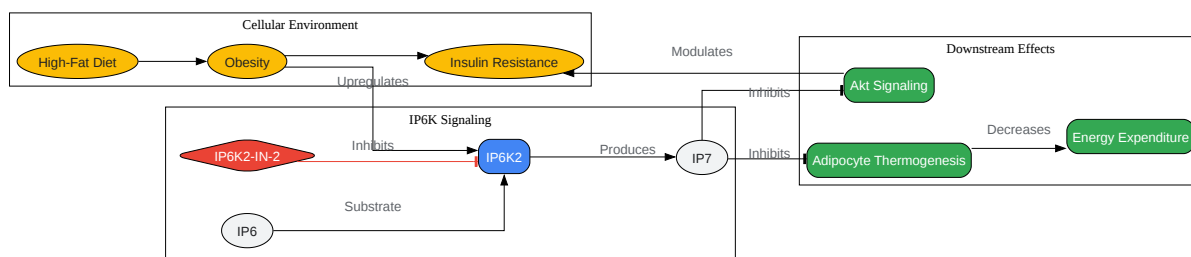 Cellular Environment
High-Fat Diet
Obesity
Insulin Resistance
Upregulates
Modulates
Downstream Effects
Akt Signaling
Inhibits
IP6K Signaling
IP6K2-IN-2
Inhibits
IP6K2
Produces
IP7
Inhibits
Adipocyte Thermogenesis
Decreases
Energy Expenditure
Substrate
IP6